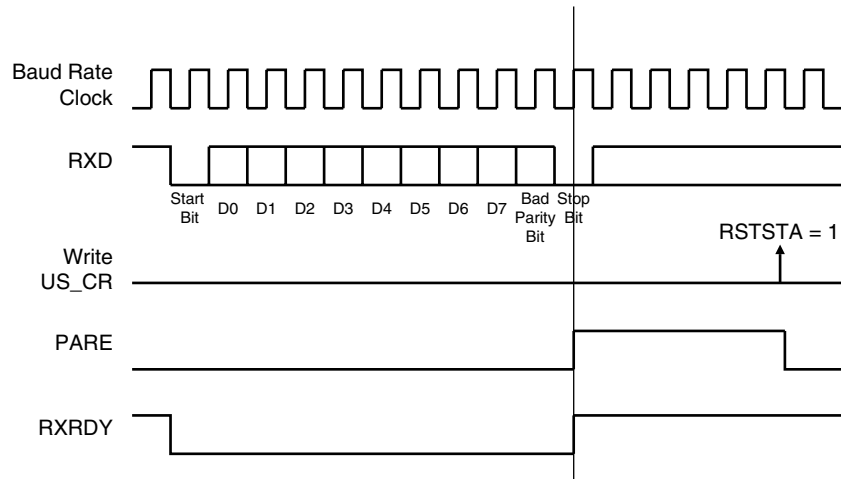 Baud Rate
Clock
RXD
Start
Bit
D0 D1 D2 D3 D4 D5 D6 D7
Bad
Parity
Bit
Stop
Bit
RSTSTA = 1
Write
US_CR
PARE
RXRDY